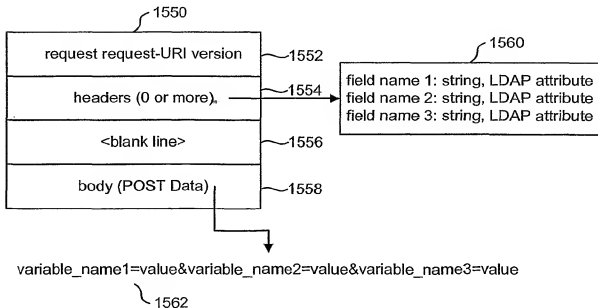 1550
request request-URI version
1552
headers (0 or more)
1554
<blank line>
1556
body (POST Data)
1558
1560
field name 1: string, LDAP attribute
field name 2: string, LDAP attribute
field name 3: string, LDAP attribute
variable_name1=value&variable_name2=value&variable_name3=value
1562